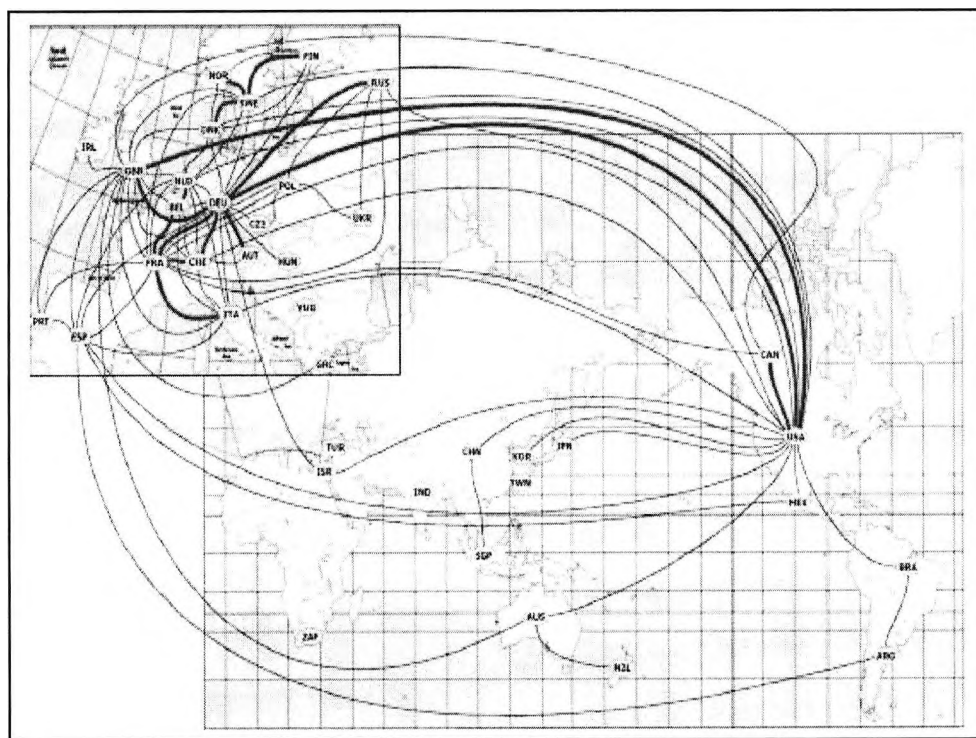 FIN
NOR
RUS
SWE
DNK
IRL
GBR
NLD
POL
BEL
DEU
UKR
CZE
AUT
FRA
CHE
HUN
YUG
PRT
ITA
ESP
CAN
GRC
USA
TUR
CHN
KOR
JPN
ISR
TWN
IND
MEX
SGP
BRA
AUS
ZAF
ARG
NZL